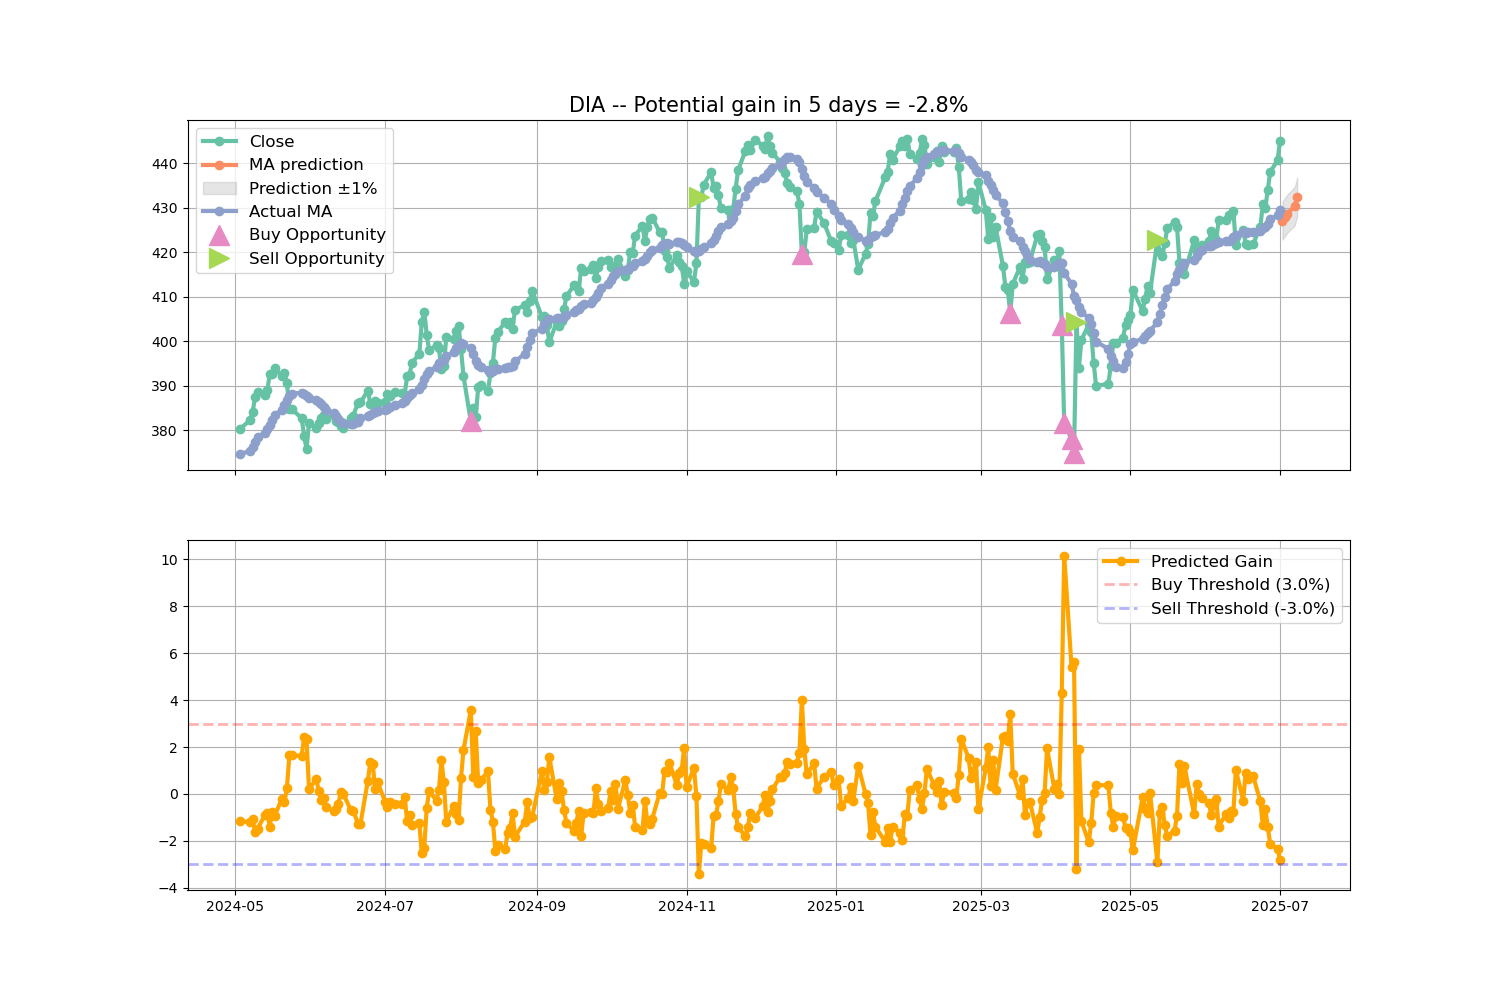 DIA -- Potential gain in 5 days = -2.8%
Close
MA prediction
Prediction ±1%
Actual MA
Buy Opportunity
Sell Opportunity
440
430
420
410
400
390
380
Predicted Gain
Buy Threshold (3.0%)
Sell Threshold (-3.0%)
10
8
6
4
2
0
−2
−4
2024-05 2024-07 2024-09 2024-11 2025-01 2025-03 2025-05 2025-07